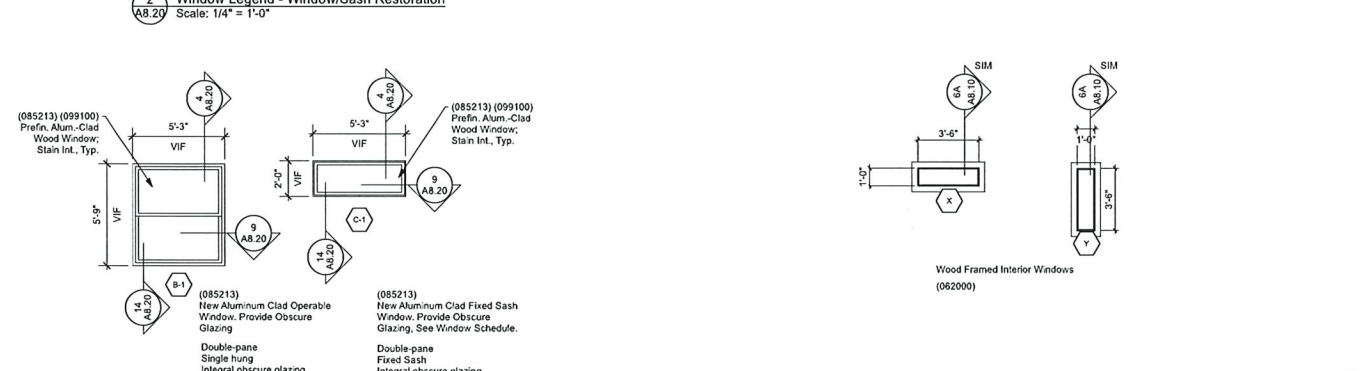 2
A8.20
Window Legend - Window/Sash Restoration
Scale: 1/4" = 1'-0"
4
A8.20
(085213) (099100)
Prefin. Alum.-Clad
Wood Window;
Stain Int., Typ.
5'-3"
VIF
5'-9"
VIF
9
A8.20
14
A8.20
B-1
(085213)
New Aluminum Clad Operable
Window. Provide Obscure
Glazing
Double-pane
Single hung
Integral obscure glazing
4
A8.20
(085213) (099100)
Prefin. Alum.-Clad
Wood Window;
Stain Int., Typ.
5'-3"
VIF
2'-0"
VIF
9
A8.20
C-1
14
A8.20
(085213)
New Aluminum Clad Fixed Sash
Window. Provide Obscure
Glazing, See Window Schedule.
Double-pane
Fixed Sash
Integral obscure glazing
SIM
6A
A8.10
3'-6"
1'-0"
X
SIM
6A
A8.10
1'-0"
3'-6"
Y
Wood Framed Interior Windows
(062000)